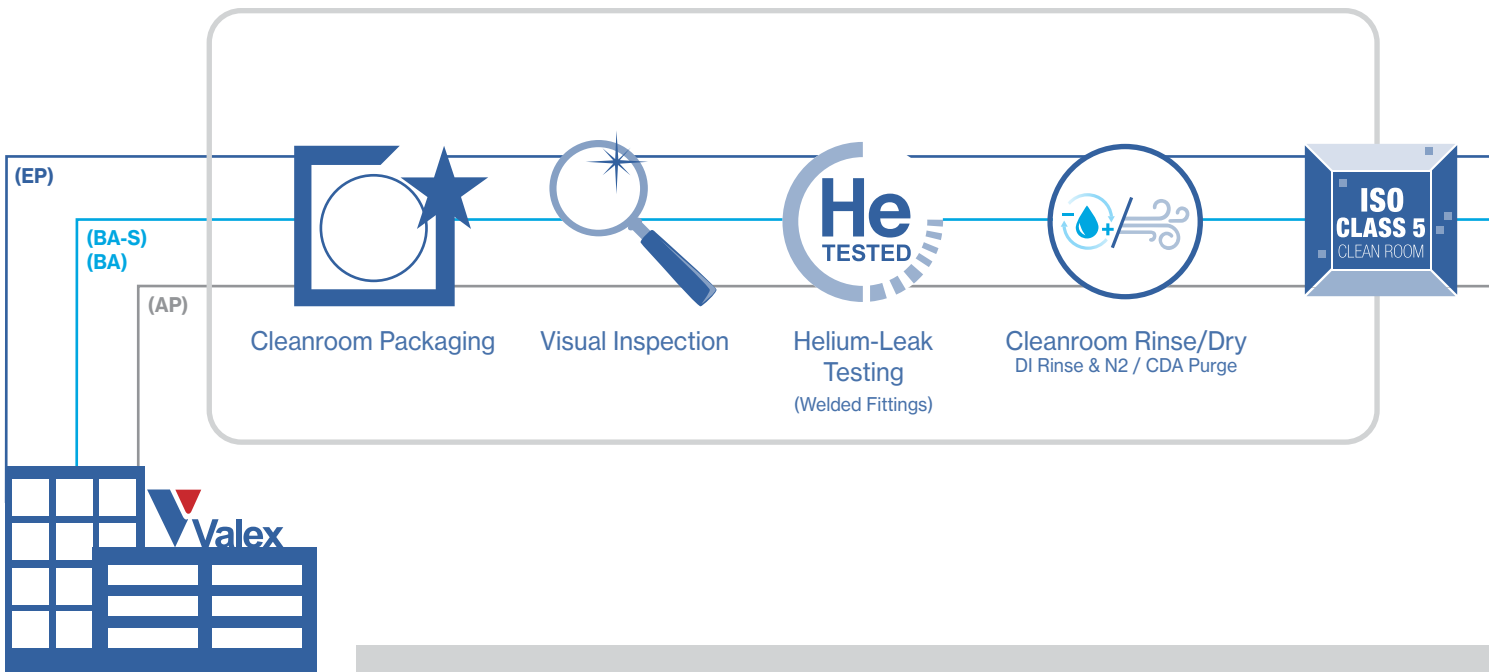 (EP)
(BA-S)
(BA)
(AP)
He
TESTED
ISO
CLASS 5
CLEAN ROOM
Cleanroom Packaging
Visual Inspection
Helium-Leak
Testing
(Welded Fittings)
Cleanroom Rinse/Dry
DI Rinse & N2 / CDA Purge
Valex